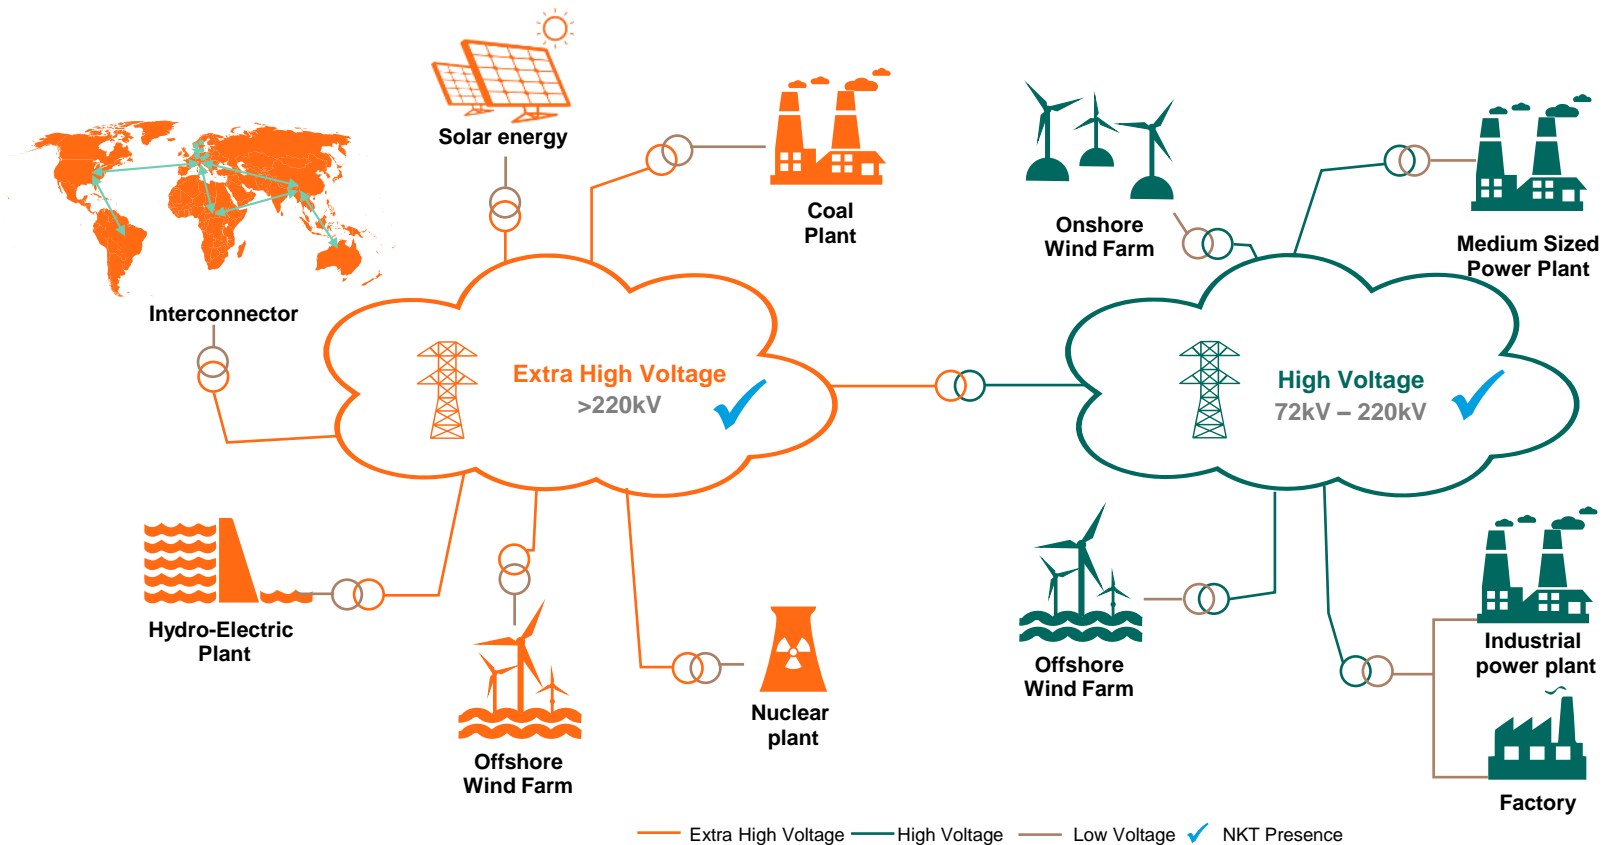 Solar energy
Coal
Plant
Interconnector
Extra High Voltage
>220kV
Hydro-Electric
Plant
Offshore
Wind Farm
Nuclear
plant
Onshore
Wind Farm
Medium Sized
Power Plant
High Voltage
72kV – 220kV
Offshore
Wind Farm
Industrial
power plant
Factory
Extra High Voltage
High Voltage
Low Voltage
NKT Presence